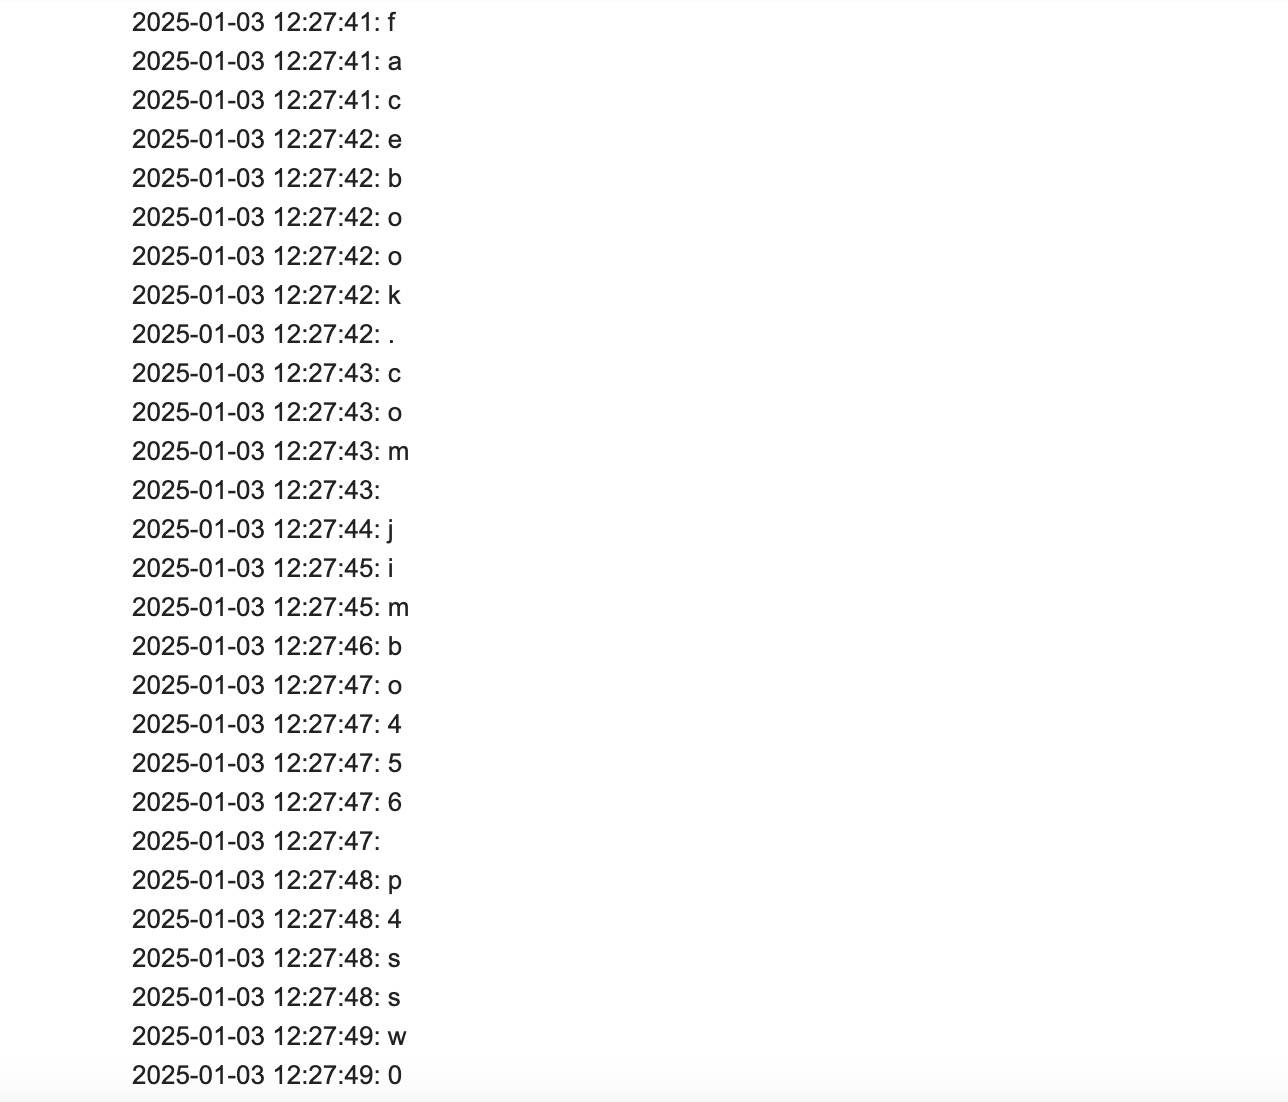 2025-01-03 12:27:41: f
2025-01-03 12:27:41: a
2025-01-03 12:27:41: c
2025-01-03 12:27:42: e
2025-01-03 12:27:42: b
2025-01-03 12:27:42: o
2025-01-03 12:27:42: o
2025-01-03 12:27:42: k
2025-01-03 12:27:42: .
2025-01-03 12:27:43: c
2025-01-03 12:27:43: o
2025-01-03 12:27:43: m
2025-01-03 12:27:43:
2025-01-03 12:27:44: j
2025-01-03 12:27:45: i
2025-01-03 12:27:45: m
2025-01-03 12:27:46: b
2025-01-03 12:27:47: o
2025-01-03 12:27:47: 4
2025-01-03 12:27:47: 5
2025-01-03 12:27:47: 6
2025-01-03 12:27:47:
2025-01-03 12:27:48: p
2025-01-03 12:27:48: 4
2025-01-03 12:27:48: s
2025-01-03 12:27:48: s
2025-01-03 12:27:49: w
2025-01-03 12:27:49: 0